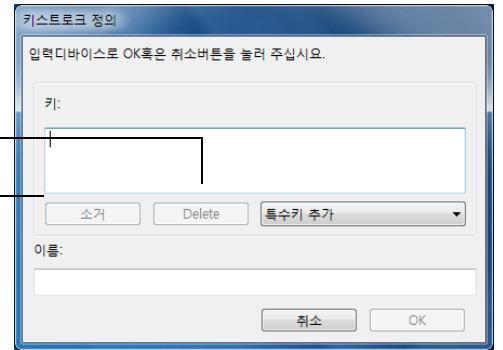 키스트로크 정의
입력디바이스로 OK혹은 취소버튼을 눌러 주십시요.
키:
소거 Delete 특수키 추가
이름:
취소 OK